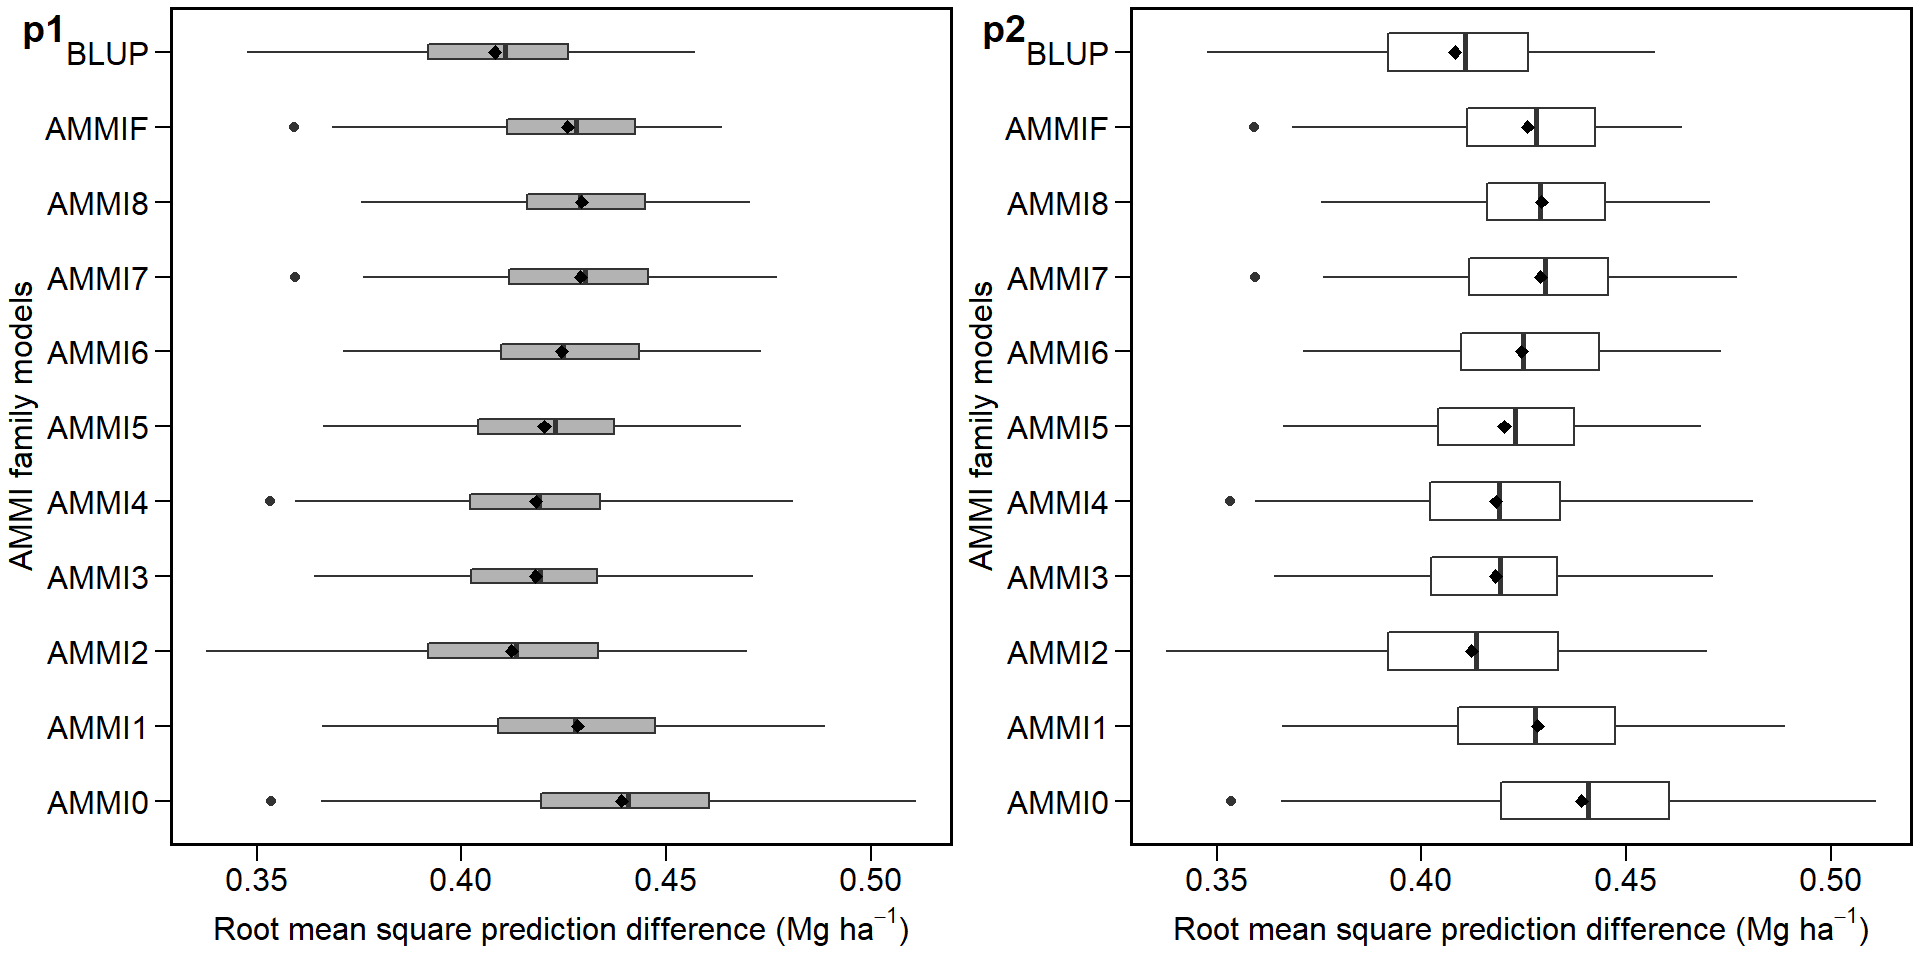 p1
BLUP
AMMIF
AMMI8
AMMI7
AMMI6
AMMI5
AMMI4
AMMI3
AMMI2
AMMI1
AMMI0
AMMI family models
0.35 0.40 0.45 0.50
Root mean square prediction difference (Mg ha⁻¹)
p2
BLUP
AMMIF
AMMI8
AMMI7
AMMI6
AMMI5
AMMI4
AMMI3
AMMI2
AMMI1
AMMI0
AMMI family models
0.35 0.40 0.45 0.50
Root mean square prediction difference (Mg ha⁻¹)